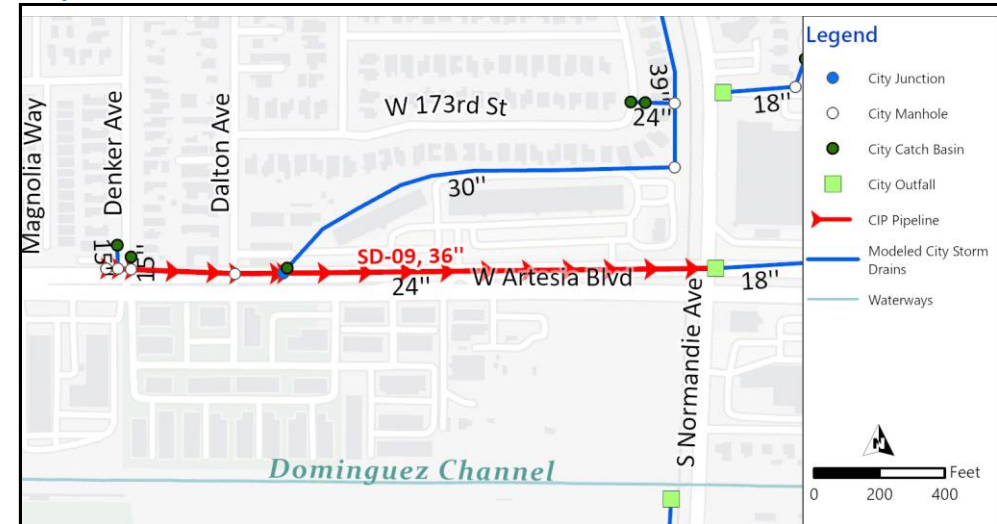 Legend
City Junction
City Manhole
City Catch Basin
City Outfall
CIP Pipeline
Modeled City Storm
Drains
Waterways
N
Feet
0 200 400
Magnolia Way
Denker Ave
Dalton Ave
W 173rd St
39"
24"
18"
30"
15"
15"
SD-09, 36"
24"
W Artesia Blvd
18"
S Normandie Ave
Dominguez Channel